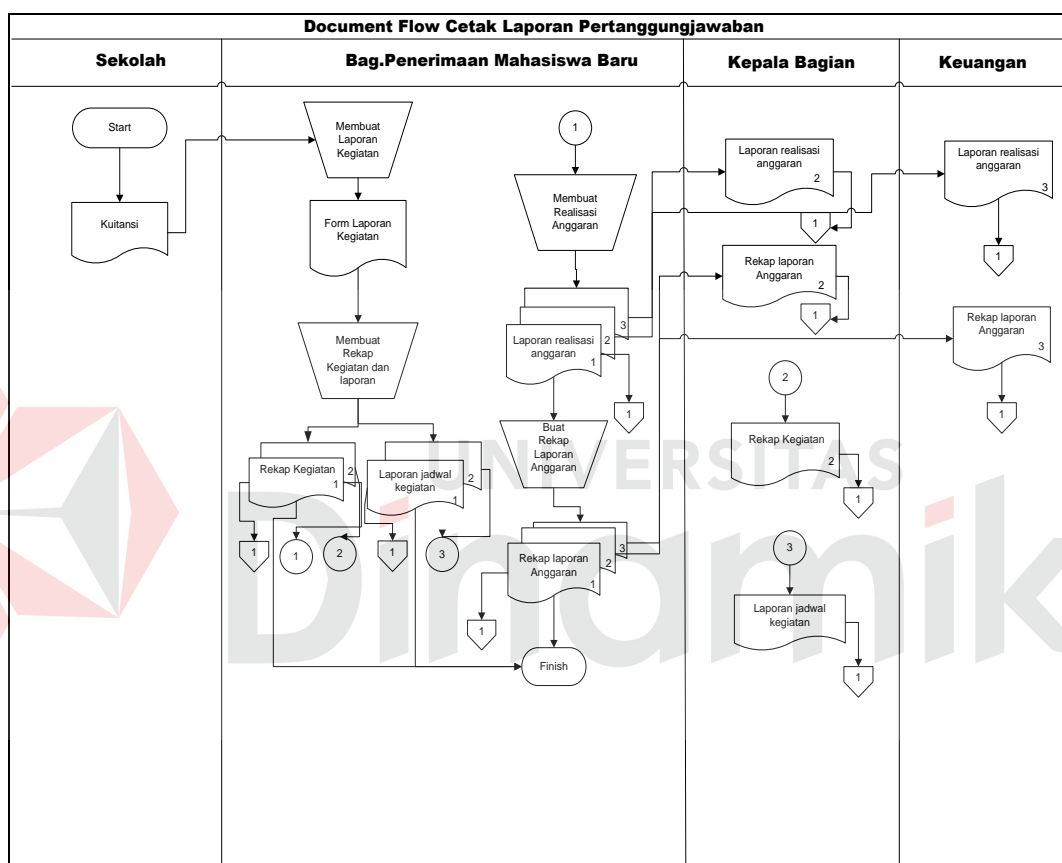 Document Flow Cetak Laporan Pertanggungjawaban
Sekolah
Bag.Penerimaan Mahasiswa Baru
Kepala Bagian
Keuangan
Start
Kuitansi
Membuat
Laporan
Kegiatan
Form Laporan
Kegiatan
Membuat
Rekap
Kegiatan dan
laporan
Rekap Kegiatan
1
2
Laporan jadwal
kegiatan
1
2
1
1
2
1
3
1
Membuat
Realisasi
Anggaran
Laporan realisasi
anggaran
1
2
3
1
Buat
Rekap
Laporan
Anggaran
Rekap laporan
Anggaran
1
2
3
1
Finish
Laporan realisasi
anggaran
2
1
Rekap laporan
Anggaran
2
1
2
Rekap Kegiatan
2
1
3
Laporan jadwal
kegiatan
1
Laporan realisasi
anggaran
3
1
Rekap laporan
Anggaran
3
1
UNIVERSITAS
Dinamika